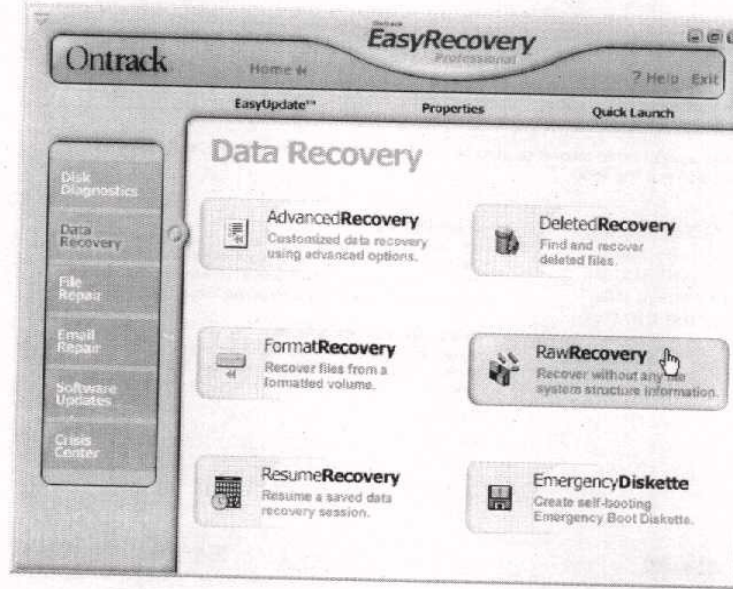 Ontrack
EasyRecovery
Professional
Ontrack
Home
? Help Exit
EasyUpdate™
Properties
Quick Launch
Disk
Diagnostics
Data
Recovery
File
Repair
Email
Repair
Software
Updates
Crisis
Center
Data Recovery
AdvancedRecovery
Customized data recovery
using advanced options.
DeletedRecovery
Find and recover
deleted files.
FormatRecovery
Recover files from a
formatted volume.
RawRecovery
Recover without any file
system structure information.
ResumeRecovery
Resume a saved data
recovery session.
EmergencyDiskette
Create self-booting
Emergency Boot Diskette.